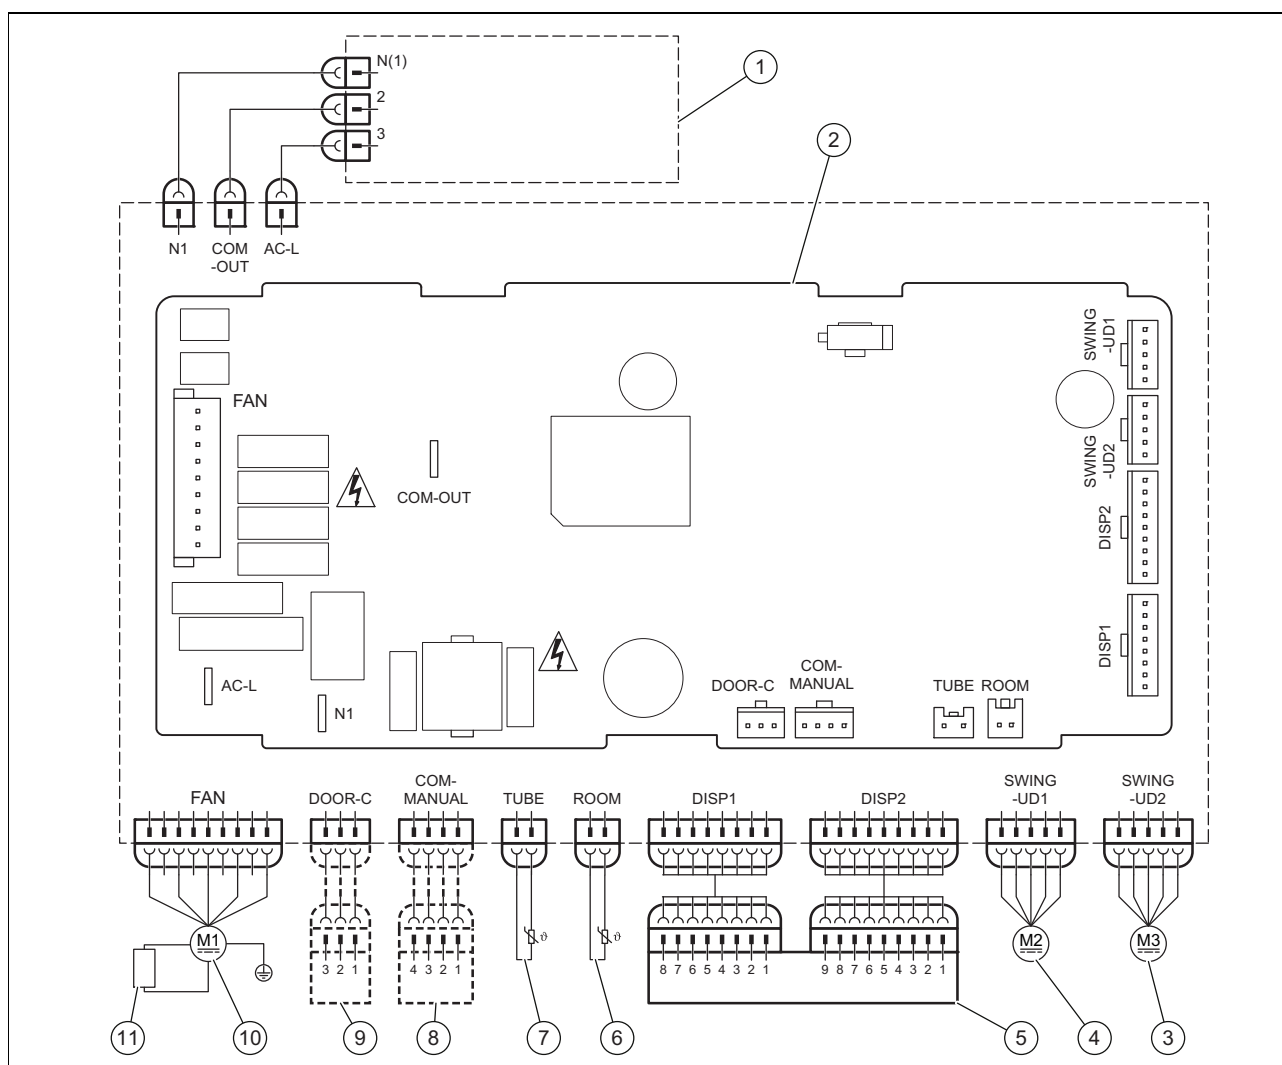 N(1)
1
2
3
2
N1
COM
-OUT
AC-L
SWING
-UD1
FAN
SWING
-UD2
COM-OUT
DISP2
DISP1
AC-L
N1
DOOR-C
COM-
MANUAL
TUBE
ROOM
FAN
DOOR-C
COM-
MANUAL
TUBE
ROOM
DISP1
DISP2
SWING
-UD1
SWING
-UD2
M1
ϑ
ϑ
M2
M3
3 2 1
4 3 2 1
8 7 6 5 4 3 2 1
9 8 7 6 5 4 3 2 1
11
10
9
8
7
6
5
4
3